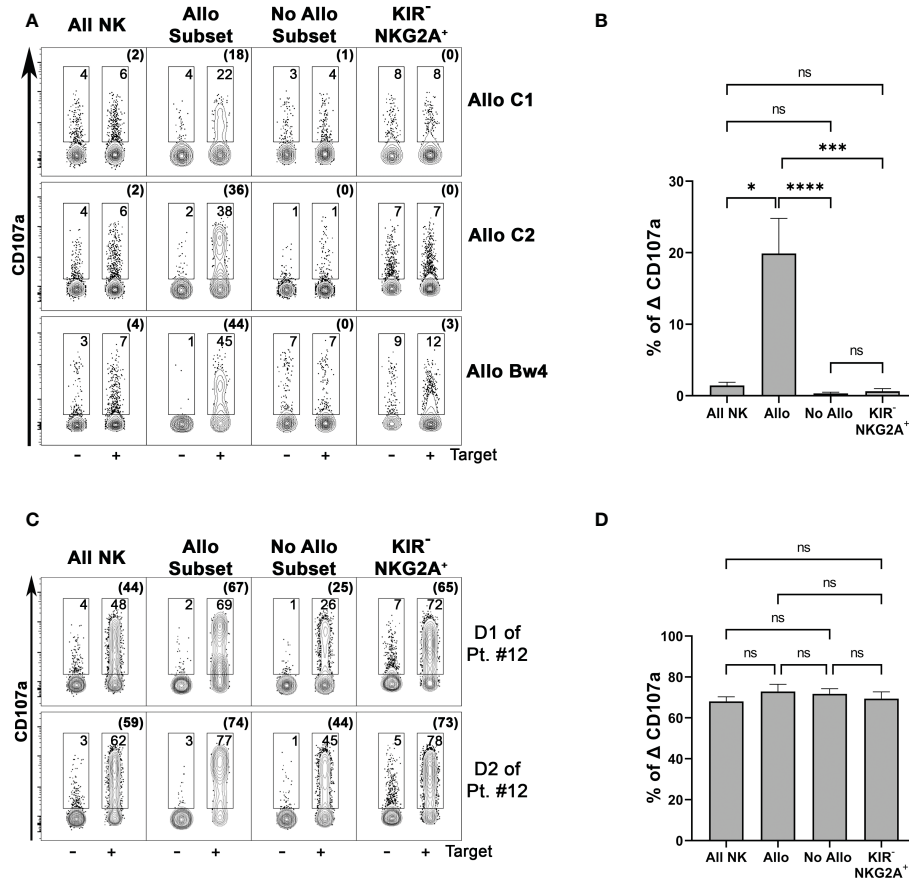 A
All NK
Allo Subset
No Allo Subset
KIR⁻ NKG2A⁺
(2) (18) (1) (0)
4 6 4 22 3 4 8 8
Allo C1
(2) (36) (0) (0)
4 6 2 38 1 1 7 7
Allo C2
(4) (44) (0) (3)
3 7 1 45 7 7 9 12
Allo Bw4
CD107a
- + - + - + - + Target
B
ns
ns
***
* ****
ns
30
20
10
0
% of Δ CD107a
All NK Allo No Allo KIR⁻
NKG2A⁺
C
All NK
Allo Subset
No Allo Subset
KIR⁻ NKG2A⁺
(44) (67) (25) (65)
4 48 2 69 1 26 7 72
D1 of
Pt. #12
(59) (74) (44) (73)
3 62 3 77 1 45 5 78
D2 of
Pt. #12
CD107a
- + - + - + - + Target
D
ns
ns
ns
ns ns ns
100
80
60
40
20
0
% of Δ CD107a
All NK Allo No Allo KIR⁻
NKG2A⁺